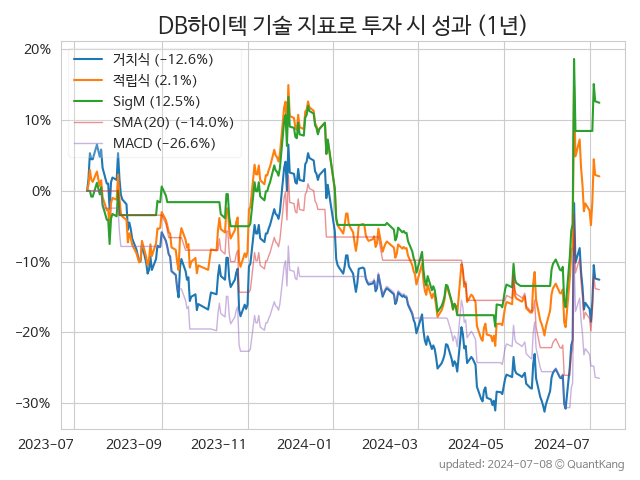 DB하이텍 기술 지표로 투자 시 성과 (1년)
20%
10%
0%
−10%
−20%
−30%
거치식 (−12.6%)
적립식 (2.1%)
SigM (12.5%)
SMA(20) (−14.0%)
MACD (−26.6%)
2023-07
2023-09
2023-11
2024-01
2024-03
2024-05
2024-07
updated: 2024-07-08 ⓒ QuantKang